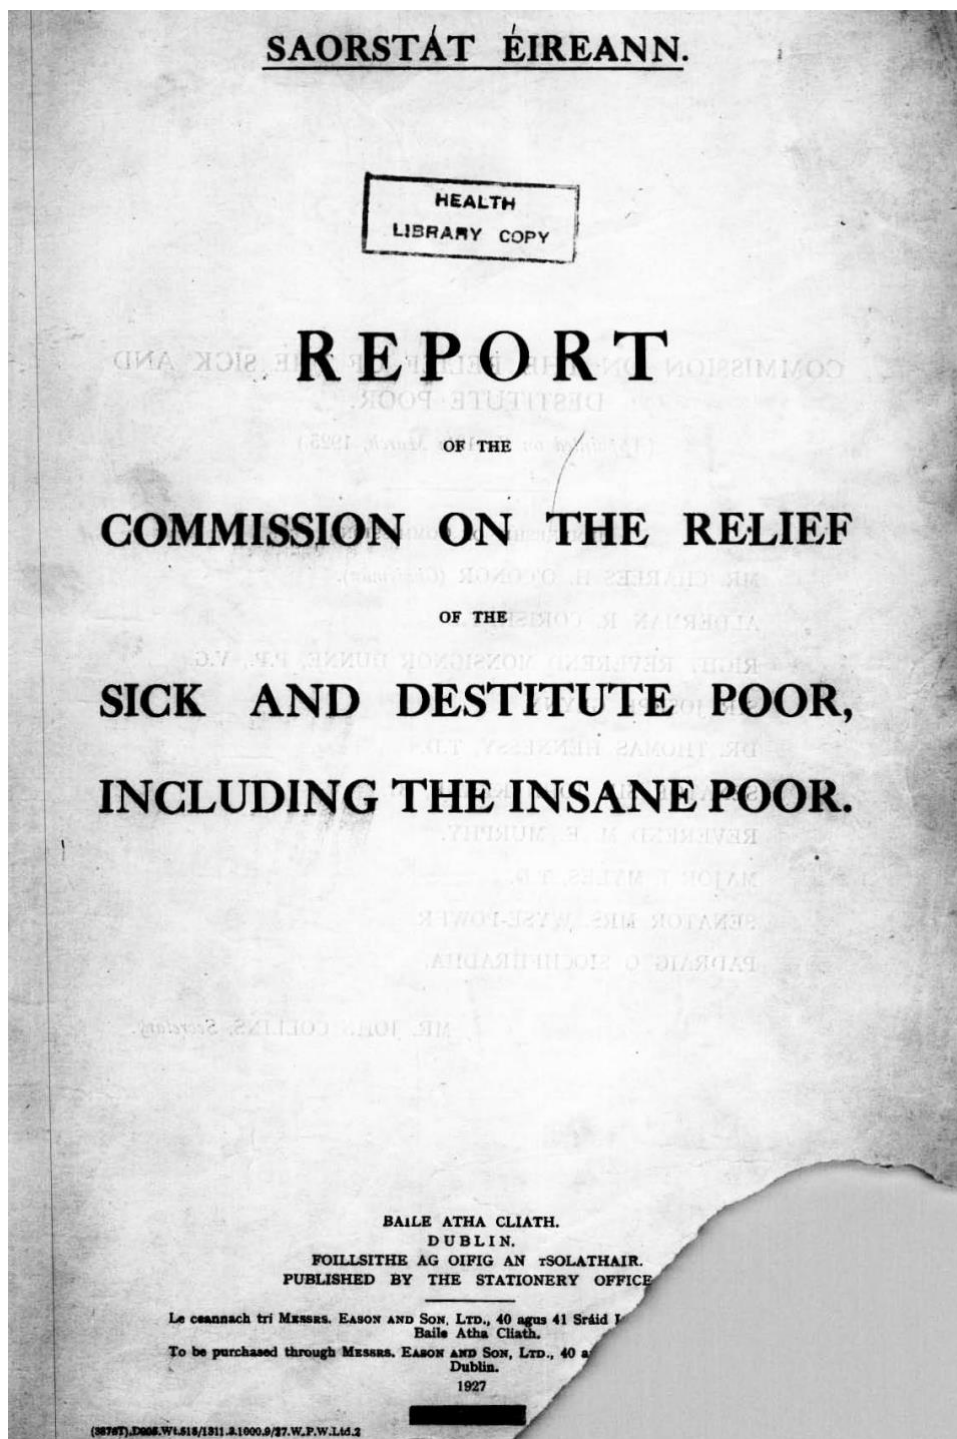 SAORSTÁT ÉIREANN.
HEALTH
LIBRARY COPY
REPORT
OF THE
COMMISSION ON THE RELIEF
OF THE
SICK AND DESTITUTE POOR,
INCLUDING THE INSANE POOR.
BAILE ATHA CLIATH.
DUBLIN.
FOILLSITHE AG OIFIG AN TSOLATHAIR.
PUBLISHED BY THE STATIONERY OFFICE
Le ceannach trí MESSRS. EASON AND SON, LTD., 40 agus 41 Sráid
Baile Atha Cliath.
To be purchased through MESSRS. EASON AND SON, LTD., 40
Dublin.
1927